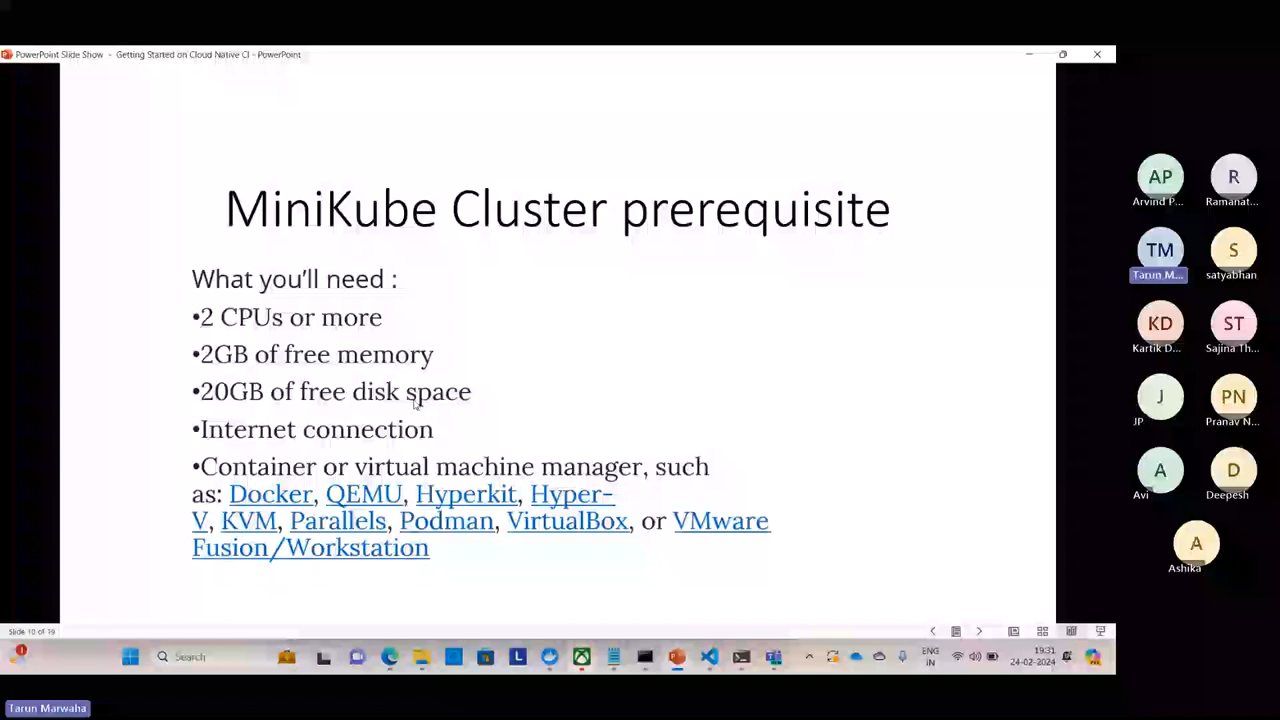 PowerPoint Slide Show - Getting Started on Cloud Native CI - PowerPoint
MiniKube Cluster prerequisite
What you’ll need :
•2 CPUs or more
•2GB of free memory
•20GB of free disk space
•Internet connection
•Container or virtual machine manager, such
as: Docker, QEMU, Hyperkit, Hyper-
V, KVM, Parallels, Podman, VirtualBox, or VMware
Fusion/Workstation
Slide 10 of 19
Search
ENG
IN
19:31
24-02-2024
AP
Arvind P...
R
Ramanat...
TM
Tarun M...
S
satyabhan
KD
Kartik D...
ST
Sajina Th...
J
JP
PN
Pranav N...
A
Avi
D
Deepesh
A
Ashika
Tarun Marwaha